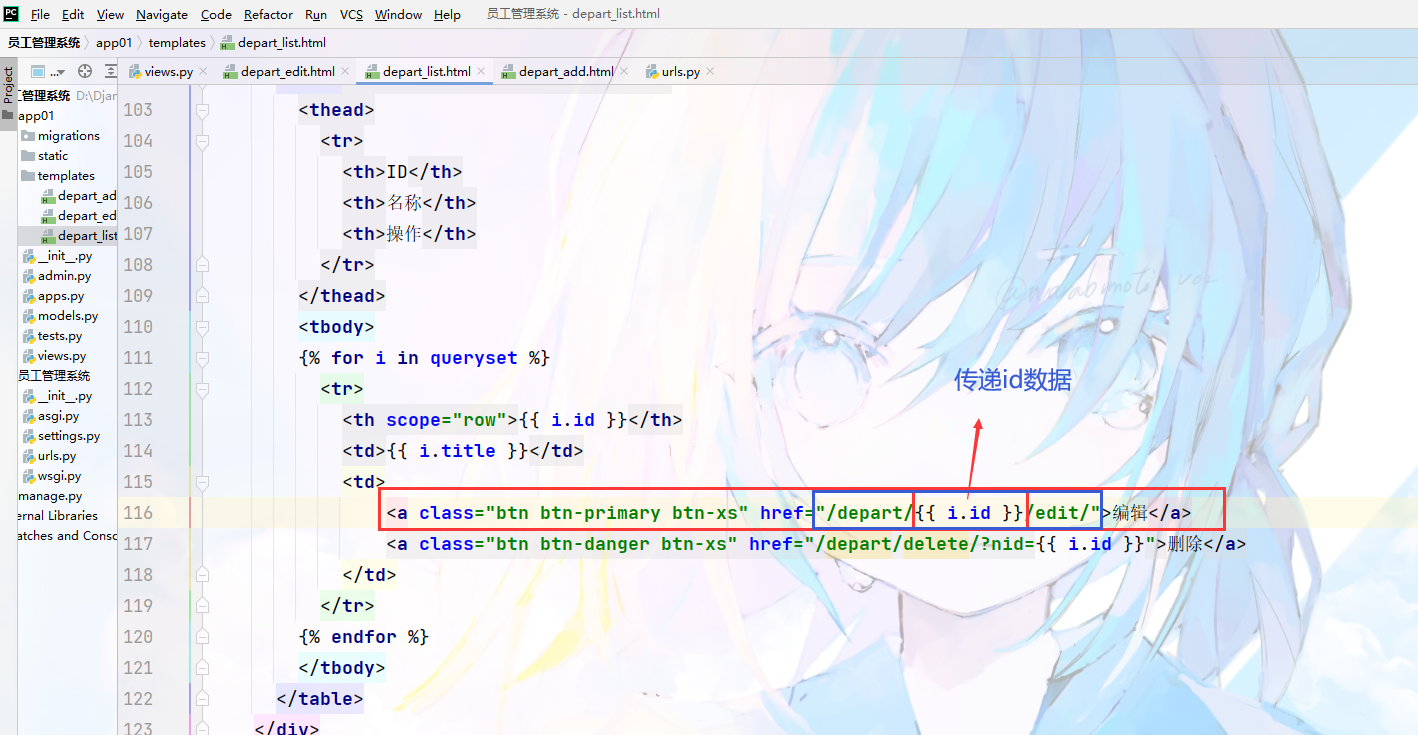 PC File Edit View Navigate Code Refactor Run VCS Window Help 员工管理系统 - depart_list.html
员工管理系统 app01 templates depart_list.html
Project
... views.py depart_edit.html depart_list.html depart_add.html urls.py
工管理系统 D:\Djan
app01
migrations
static
templates
depart_ad
depart_ed
depart_list
__init__.py
admin.py
apps.py
models.py
tests.py
views.py
员工管理系统
__init__.py
asgi.py
settings.py
urls.py
wsgi.py
manage.py
ernal Libraries
atches and Consc
103 <thead>
104 <tr>
105 <th>ID</th>
106 <th>名称</th>
107 <th>操作</th>
108 </tr>
109 </thead>
110 <tbody>
111 {% for i in queryset %}
112 <tr>
113 <th scope="row">{{ i.id }}</th>
114 <td>{{ i.title }}</td>
115 <td>
116 <a class="btn btn-primary btn-xs" href="/depart/{{ i.id }}/edit/">编辑</a>
117 <a class="btn btn-danger btn-xs" href="/depart/delete/?nid={{ i.id }}">删除</a>
118 </td>
119 </tr>
120 {% endfor %}
121 </tbody>
122 </table>
123 </div>
传递id数据